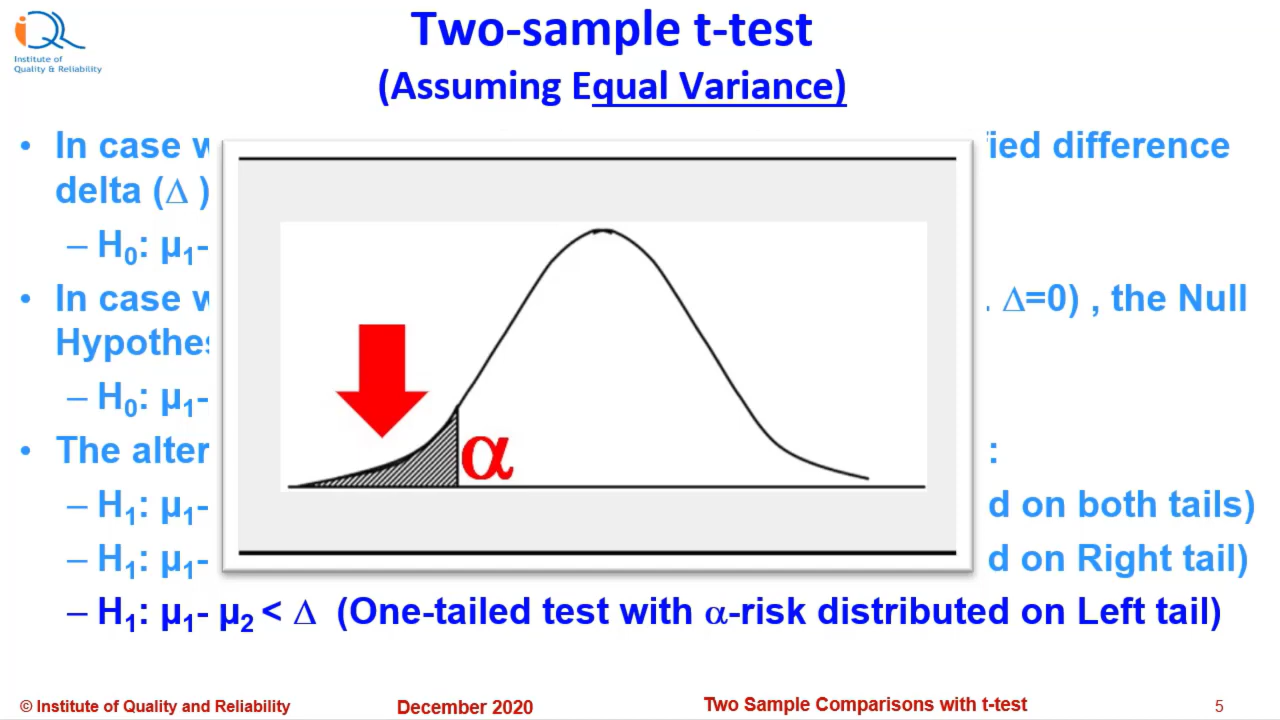 iQR
Institute of
Quality & Reliability
Two-sample t-test
(Assuming Equal Variance)
• In case
difference
delta (Δ )
– H₀: μ₁-
• In case
. Δ=0) , the Null
– H₀: μ₁-
• The
:
– H₁: μ₁-
on both tails)
– H₁: μ₁-
on Right tail)
– H₁: μ₁- μ₂ < Δ (One-tailed test with α-risk distributed on Left tail)
α
© Institute of Quality and Reliability
December 2020
Two Sample Comparisons with t-test
5